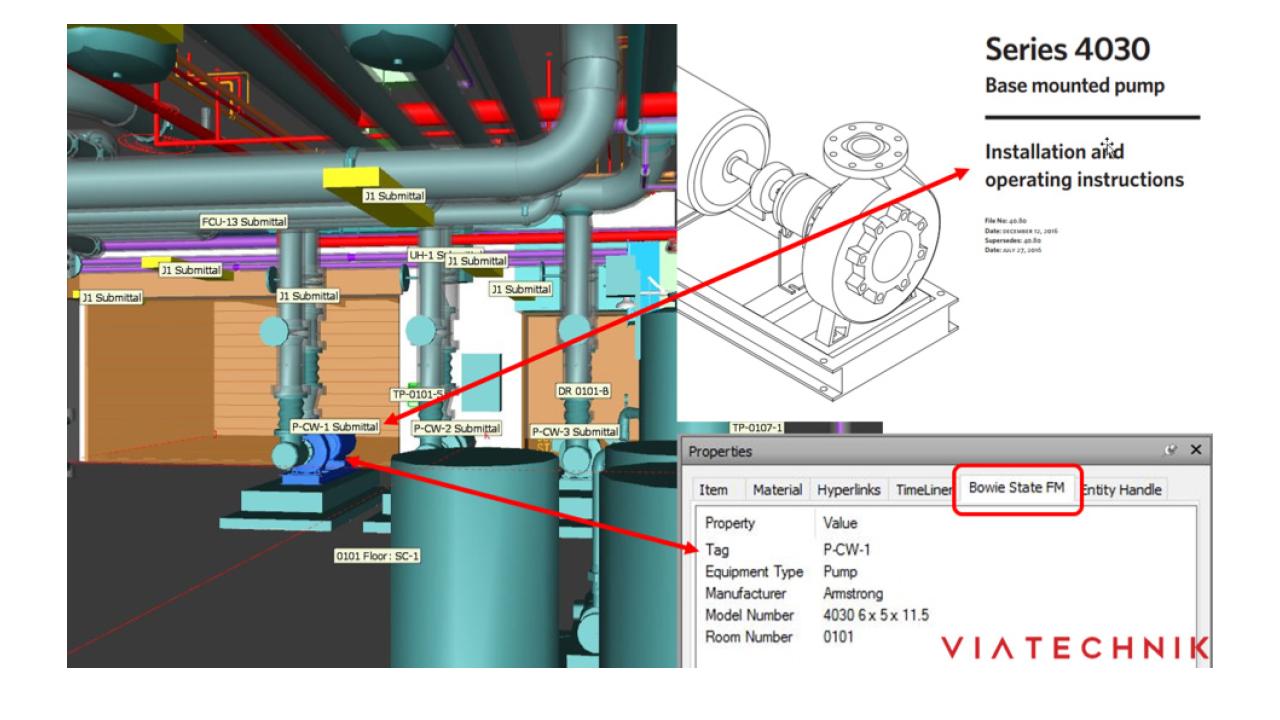 Series 4030
Base mounted pump
Installation and
operating instructions
File No: 40.80
Date: DECEMBER 12, 2016
Supersedes: 40.80
Date: JULY 27, 2016
J1 Submittal
FCU-13 Submittal
UH-1
J1 Submittal
J1 Submittal
J1 Submittal
J1 Submittal
J1 Submittal
TP-0101-5
DR 0101-B
P-CW-1 Submittal
P-CW-2 Submittal
P-CW-3 Submittal
0101 Floor: SC-1
TP-0107-1
Properties
Item Material Hyperlinks TimeLiner Bowie State FM Entity Handle
Property Value
Tag P-CW-1
Equipment Type Pump
Manufacturer Armstrong
Model Number 4030 6 x 5 x 11.5
Room Number 0101
VIATECHNIK